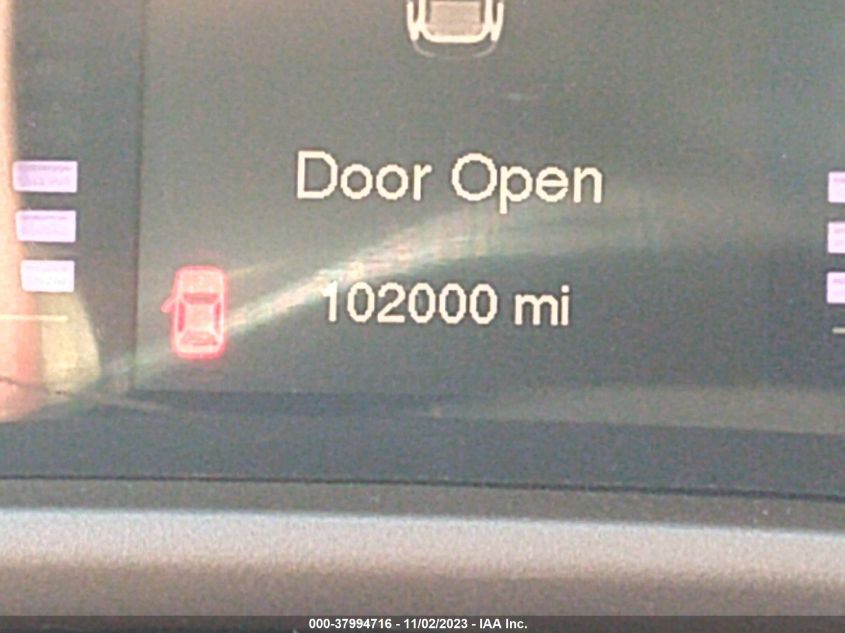 Door Open
102000 mi
000-37994716 - 11/02/2023 - IAA Inc.